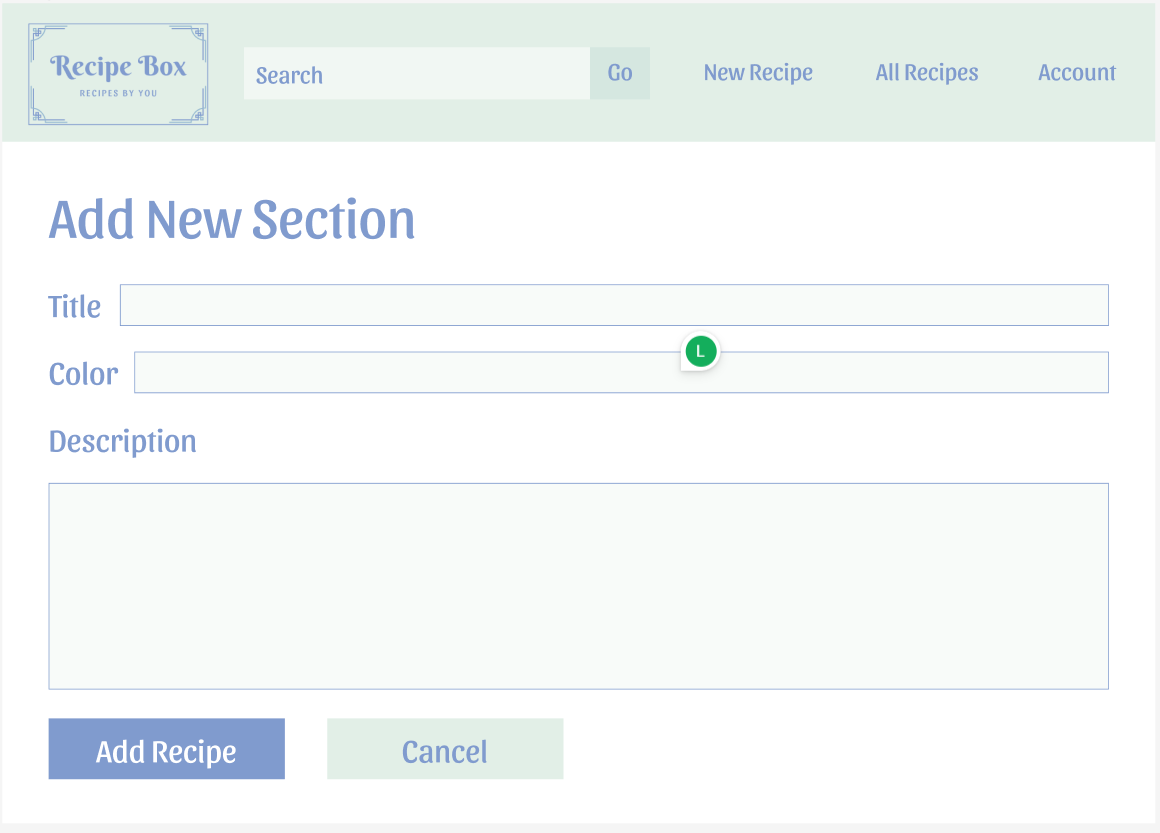 Recipe Box
RECIPES BY YOU
Search
Go
New Recipe
All Recipes
Account
Add New Section
Title
L
Color
Description
Add Recipe
Cancel